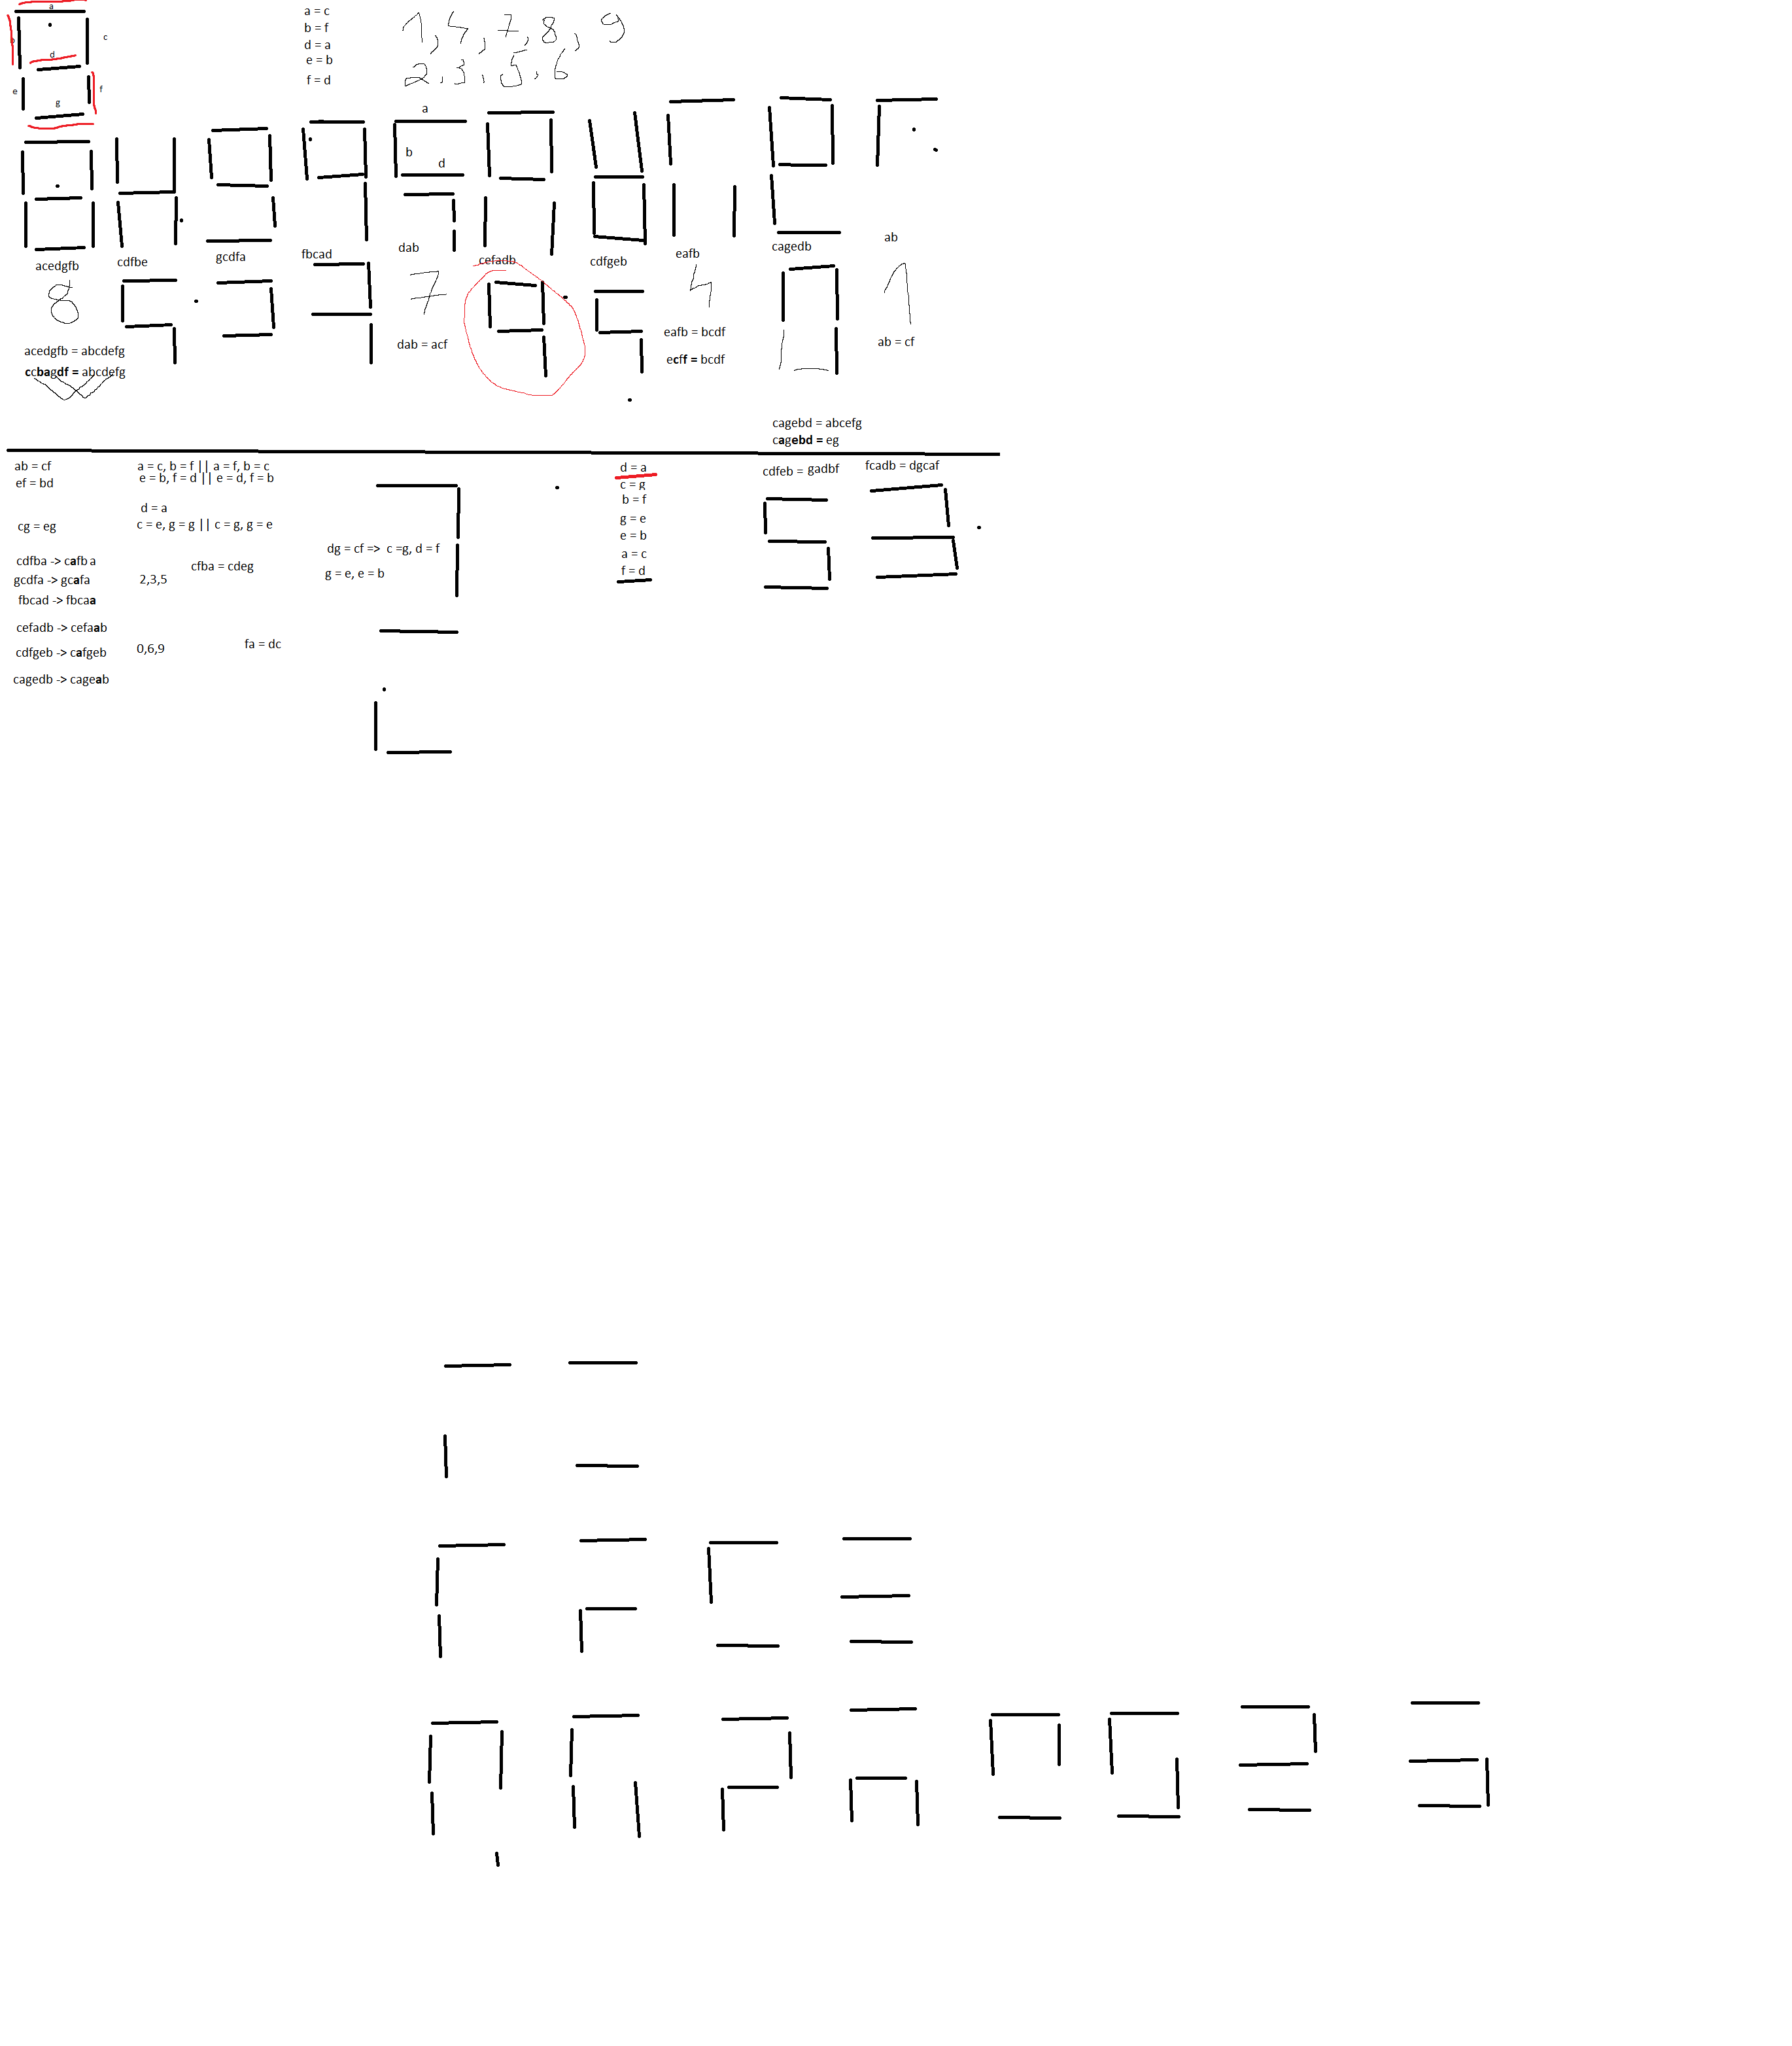 a
b
c
d
e
f
g
a = c
b = f
d = a
e = b
f = d
1, 4, 7, 8, 9
2, 3, 5, 6
a
b
d
acedgfb
cdfbe
gcdfa
fbcad
dab
cefadb
cdfgeb
eafb
cagedb
ab
8
7
4
1
acedgfb = abcdefg
ccbagdf = abcdefg
dab = acf
eafb = bcdf
ecff = bcdf
ab = cf
cagebd = abcefg
cagebd = eg
ab = cf
ef = bd
cg = eg
a = c, b = f || a = f, b = c
e = b, f = d || e = d, f = b
d = a
c = e, g = g || c = g, g = e
cdfba -> cafba
gcdfa -> gcafa
fbcad -> fbcaa
cefadb -> cefaab
cdfgeb -> cafgeb
cagedb -> cageab
2,3,5
0,6,9
cfba = cdeg
fa = dc
dg = cf => c =g, d = f
g = e, e = b
d = a
c = g
b = f
g = e
e = b
a = c
f = d
cdfeb = gadbf
fcadb = dgcaf